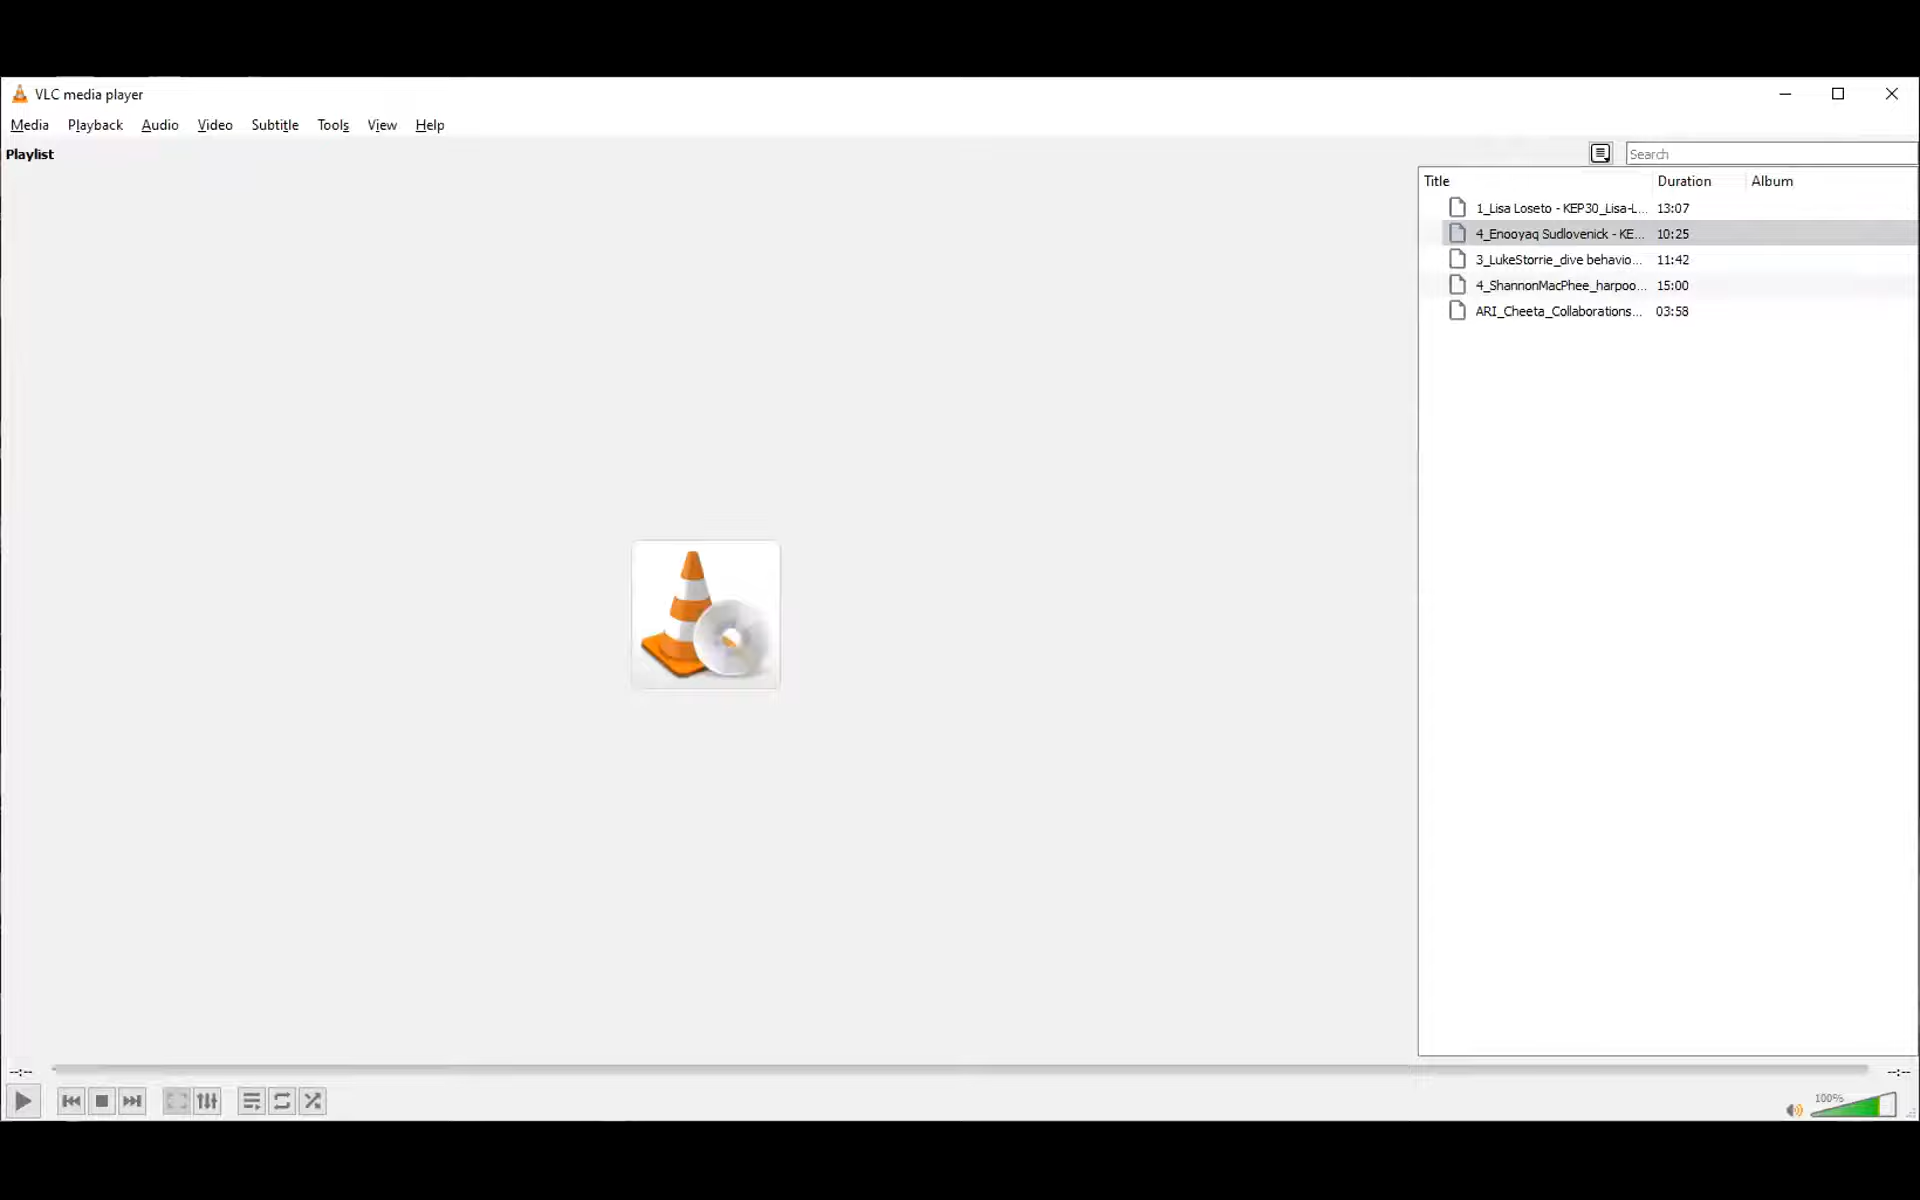 VLC media player
Media Playback Audio Video Subtitle Tools View Help
Playlist
Search
Title Duration Album
1_Lisa Loseto - KEP30_Lisa-L... 13:07
4_Enooyaq Sudlovenick - KE... 10:25
3_LukeStorrie_dive behavio... 11:42
4_ShannonMacPhee_harpoo... 15:00
ARI_Cheeta_Collaborations... 03:58
--:-- --:--
100%